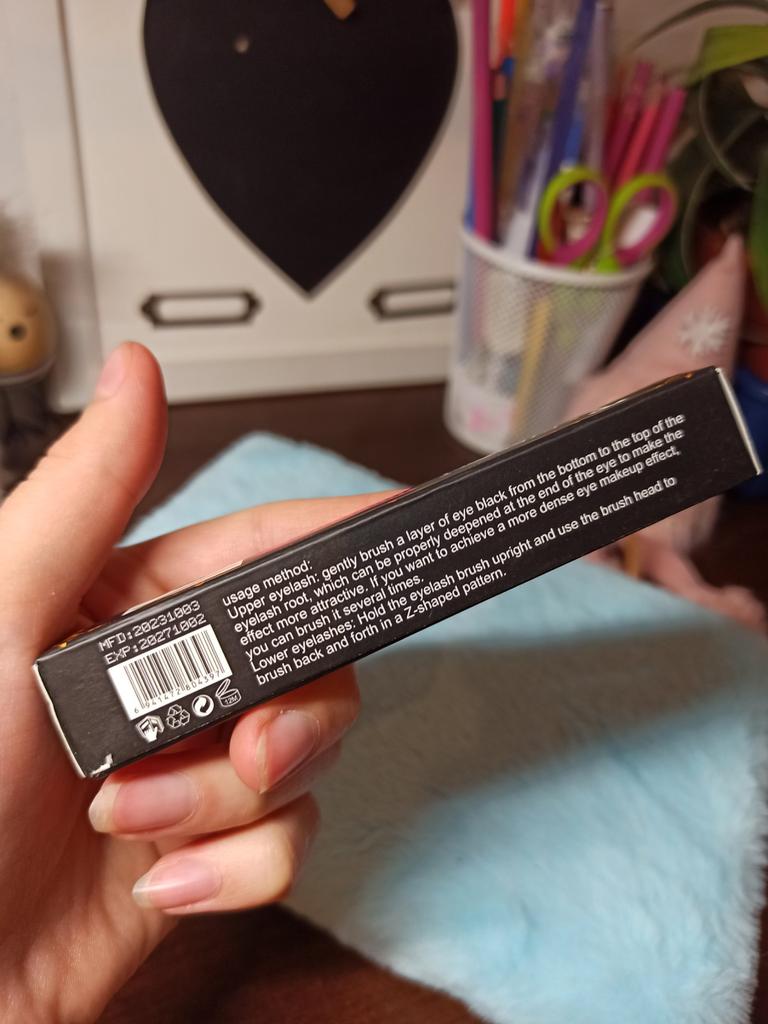 MFD:20231003
EXP:20271002
6 941472 604397
12M
usage method:
Upper eyelash: gently brush a layer of eye black from the bottom to the top of the
eyelash root, which can be properly deepened at the end of the eye to make the
effect more attractive. If you want to achieve a more dense eye makeup effect,
you can brush it several times.
Lower eyelashes: Hold the eyelash brush upright and use the brush head to
brush back and forth in a Z-shaped pattern.